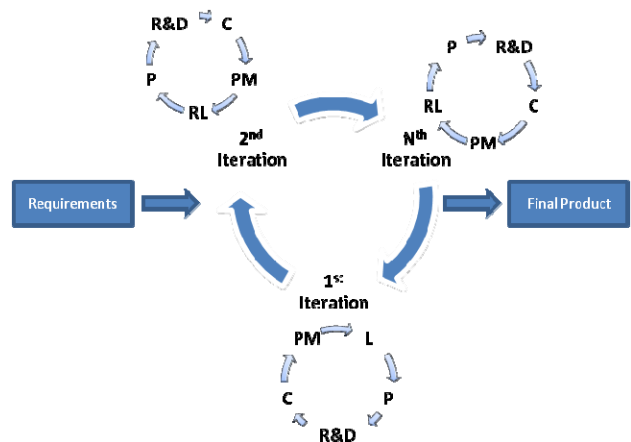 R&D C
P PM
RL
2nd
Iteration
P R&D
RL C
PM
Nth
Iteration
Requirements
Final Product
1st
Iteration
PM L
C P
R&D